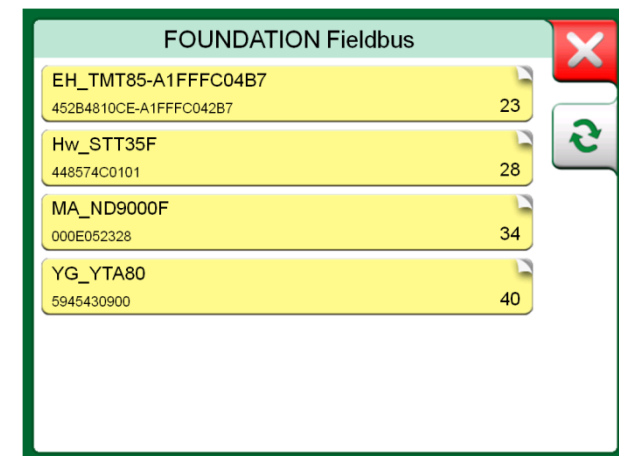 FOUNDATION Fieldbus
EH_TMT85-A1FFFC04B7
452B4810CE-A1FFFC042B7
23
Hw_STT35F
448574C0101
28
MA_ND9000F
000E052328
34
YG_YTA80
5945430900
40